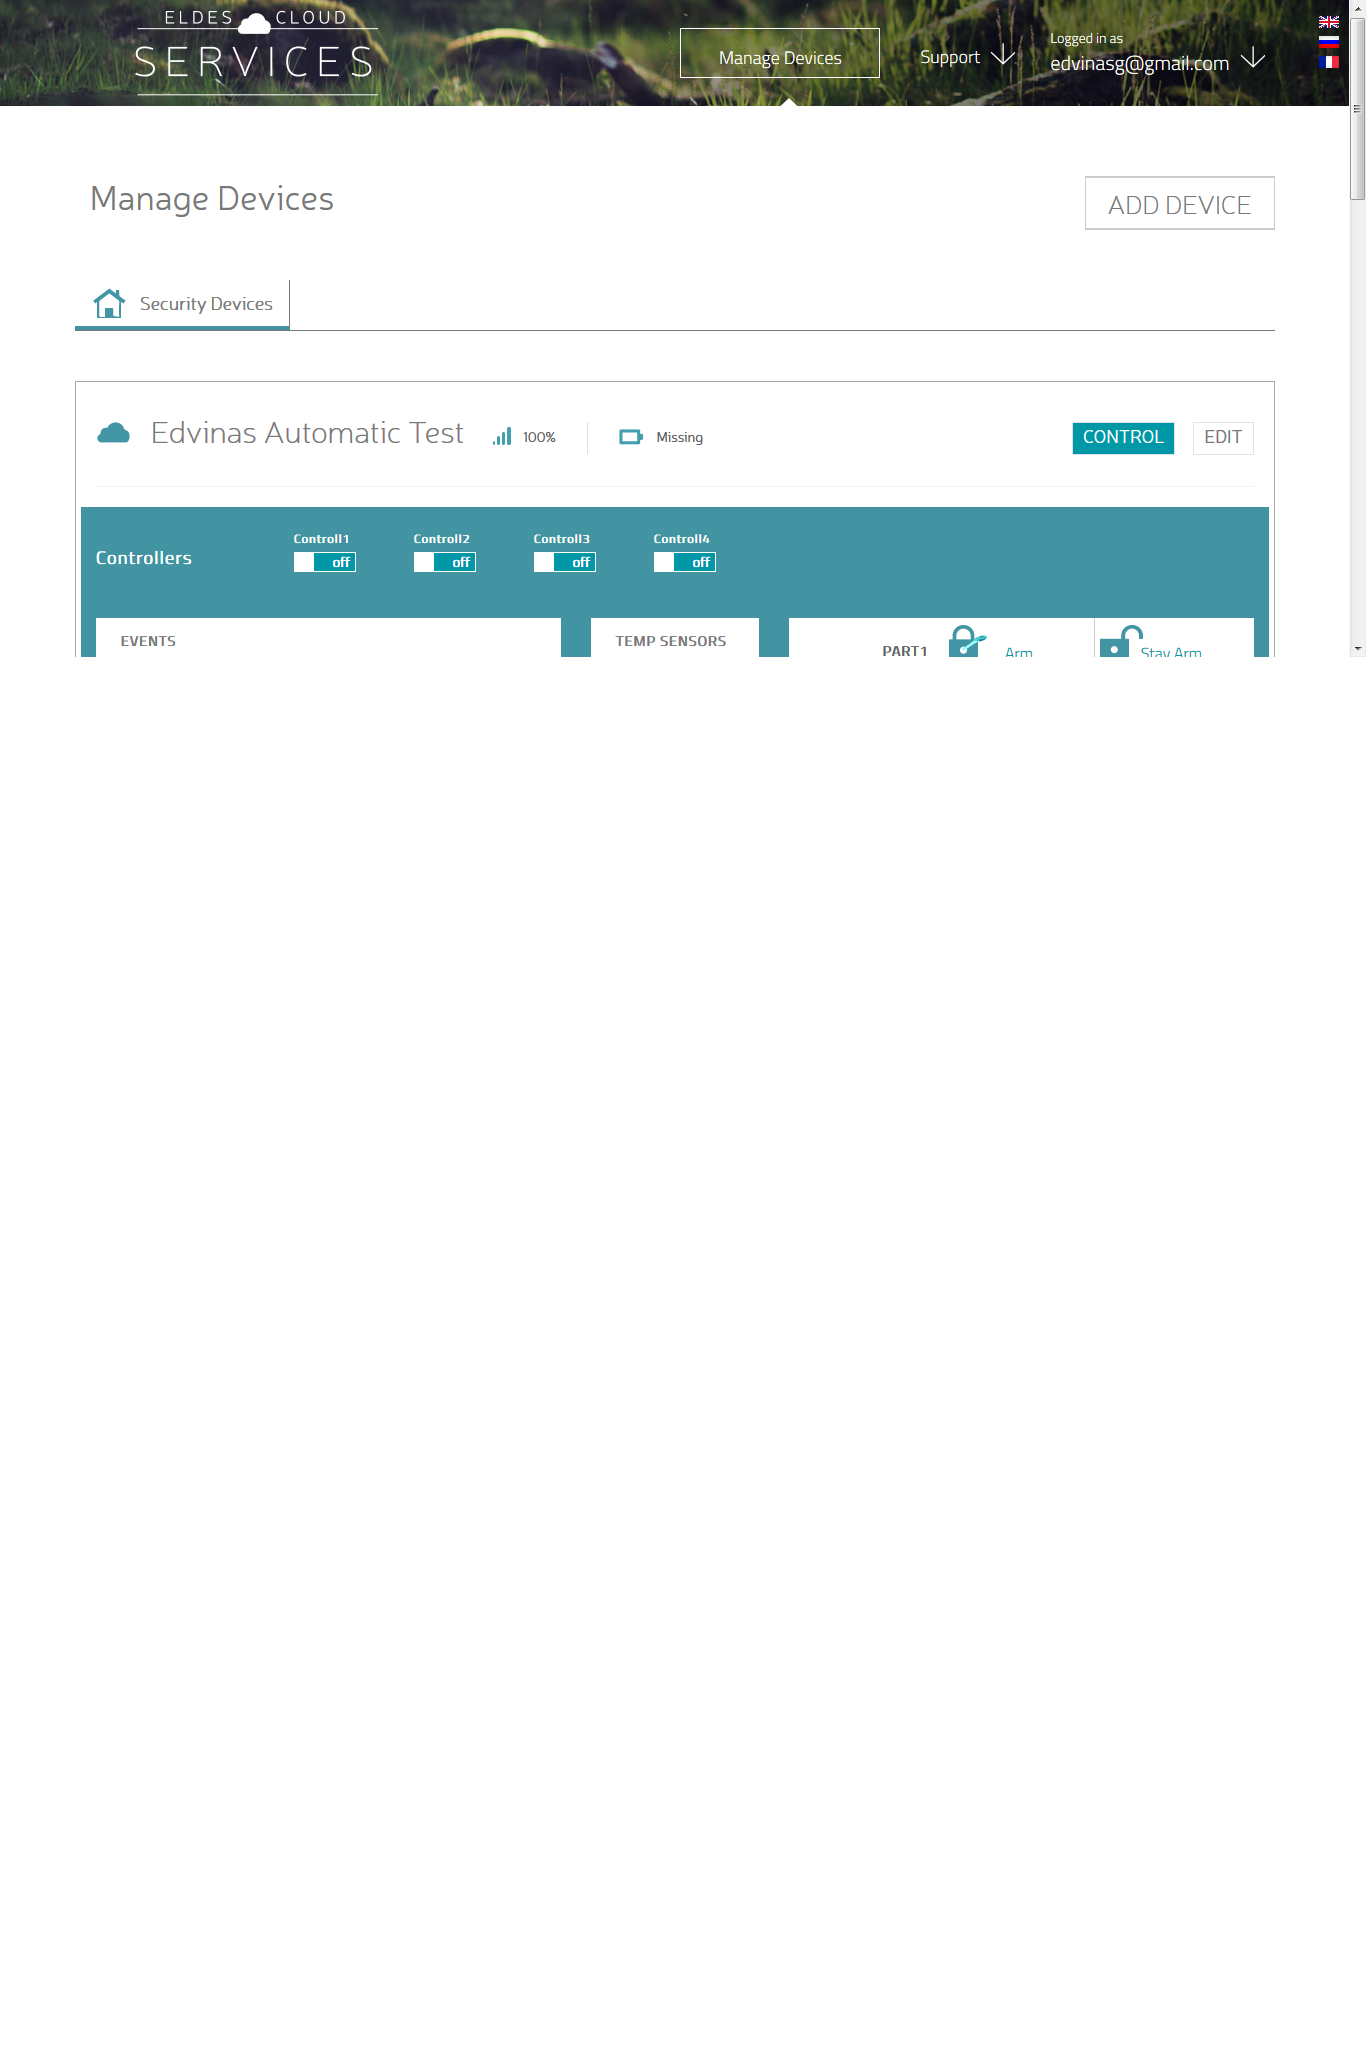 ELDES CLOUD
SERVICES
Manage Devices
Support
Logged in as
edvinasg@gmail.com
Manage Devices
ADD DEVICE
Security Devices
Edvinas Automatic Test
100%
Missing
CONTROL
EDIT
Controllers
Controll1
Controll2
Controll3
Controll4
off
off
off
off
EVENTS
TEMP SENSORS
PART1
Arm
Stay Arm